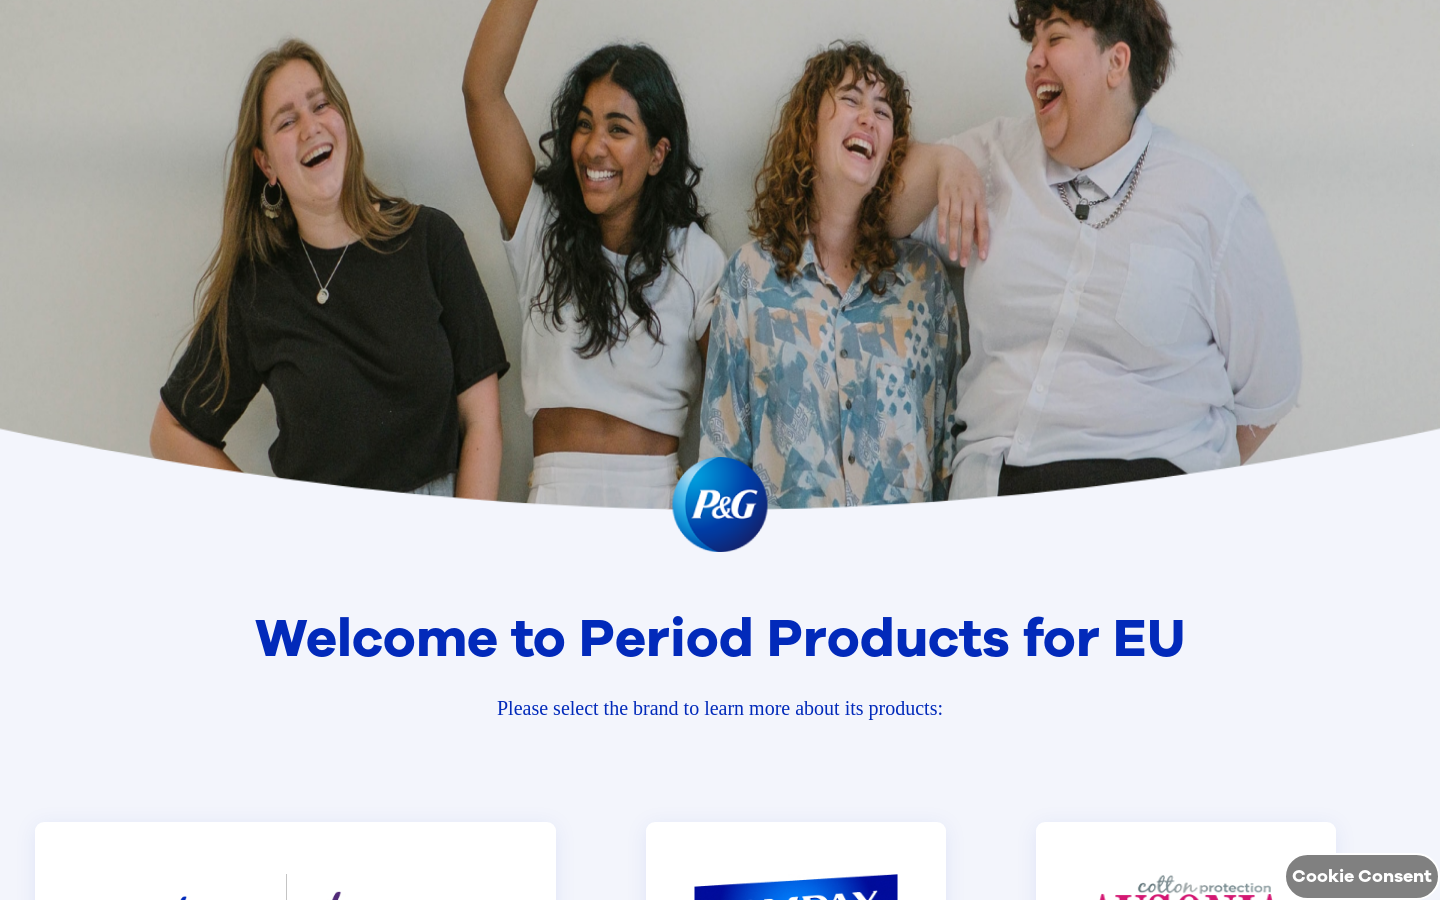 P&G
Welcome to Period Products for EU
Please select the brand to learn more about its products:
cotton protection
AUSONIA
Cookie Consent